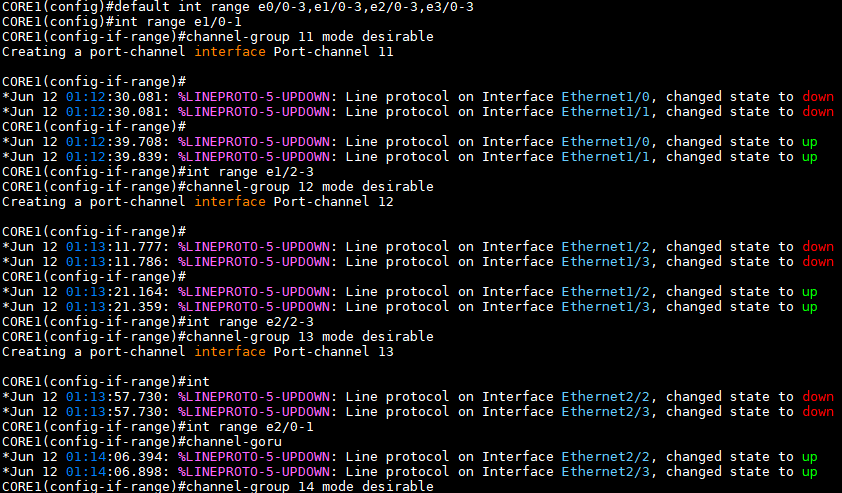 CORE1(config)#default int range e0/0-3,e1/0-3,e2/0-3,e3/0-3
CORE1(config)#int range e1/0-1
CORE1(config-if-range)#channel-group 11 mode desirable
Creating a port-channel interface Port-channel 11
CORE1(config-if-range)#
*Jun 12 01:12:30.081: %LINEPROTO-5-UPDOWN: Line protocol on Interface Ethernet1/0, changed state to down
*Jun 12 01:12:30.081: %LINEPROTO-5-UPDOWN: Line protocol on Interface Ethernet1/1, changed state to down
CORE1(config-if-range)#
*Jun 12 01:12:39.708: %LINEPROTO-5-UPDOWN: Line protocol on Interface Ethernet1/0, changed state to up
*Jun 12 01:12:39.839: %LINEPROTO-5-UPDOWN: Line protocol on Interface Ethernet1/1, changed state to up
CORE1(config-if-range)#int range e1/2-3
CORE1(config-if-range)#channel-group 12 mode desirable
Creating a port-channel interface Port-channel 12
CORE1(config-if-range)#
*Jun 12 01:13:11.777: %LINEPROTO-5-UPDOWN: Line protocol on Interface Ethernet1/2, changed state to down
*Jun 12 01:13:11.786: %LINEPROTO-5-UPDOWN: Line protocol on Interface Ethernet1/3, changed state to down
CORE1(config-if-range)#
*Jun 12 01:13:21.164: %LINEPROTO-5-UPDOWN: Line protocol on Interface Ethernet1/2, changed state to up
*Jun 12 01:13:21.359: %LINEPROTO-5-UPDOWN: Line protocol on Interface Ethernet1/3, changed state to up
CORE1(config-if-range)#int range e2/2-3
CORE1(config-if-range)#channel-group 13 mode desirable
Creating a port-channel interface Port-channel 13
CORE1(config-if-range)#int
*Jun 12 01:13:57.730: %LINEPROTO-5-UPDOWN: Line protocol on Interface Ethernet2/2, changed state to down
*Jun 12 01:13:57.730: %LINEPROTO-5-UPDOWN: Line protocol on Interface Ethernet2/3, changed state to down
CORE1(config-if-range)#int range e2/0-1
CORE1(config-if-range)#channel-goru
*Jun 12 01:14:06.394: %LINEPROTO-5-UPDOWN: Line protocol on Interface Ethernet2/2, changed state to up
*Jun 12 01:14:06.898: %LINEPROTO-5-UPDOWN: Line protocol on Interface Ethernet2/3, changed state to up
CORE1(config-if-range)#channel-group 14 mode desirable